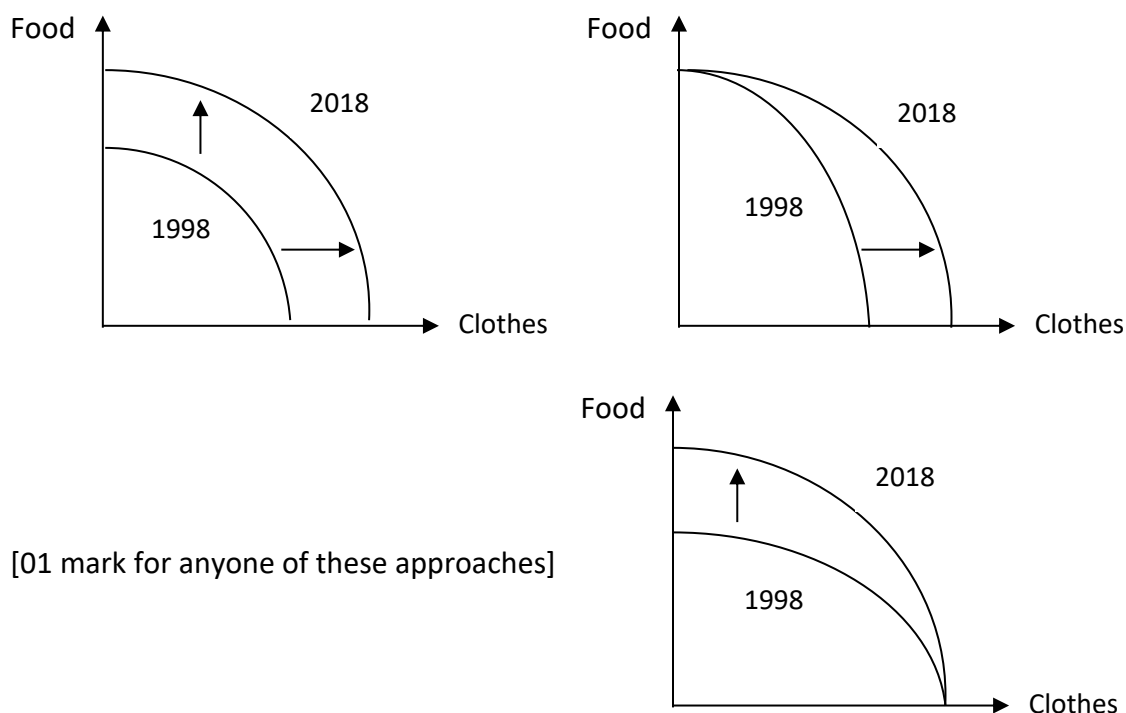 Food
2018
1998
Clothes
Food
2018
1998
Clothes
Food
2018
1998
Clothes
[01 mark for anyone of these approaches]